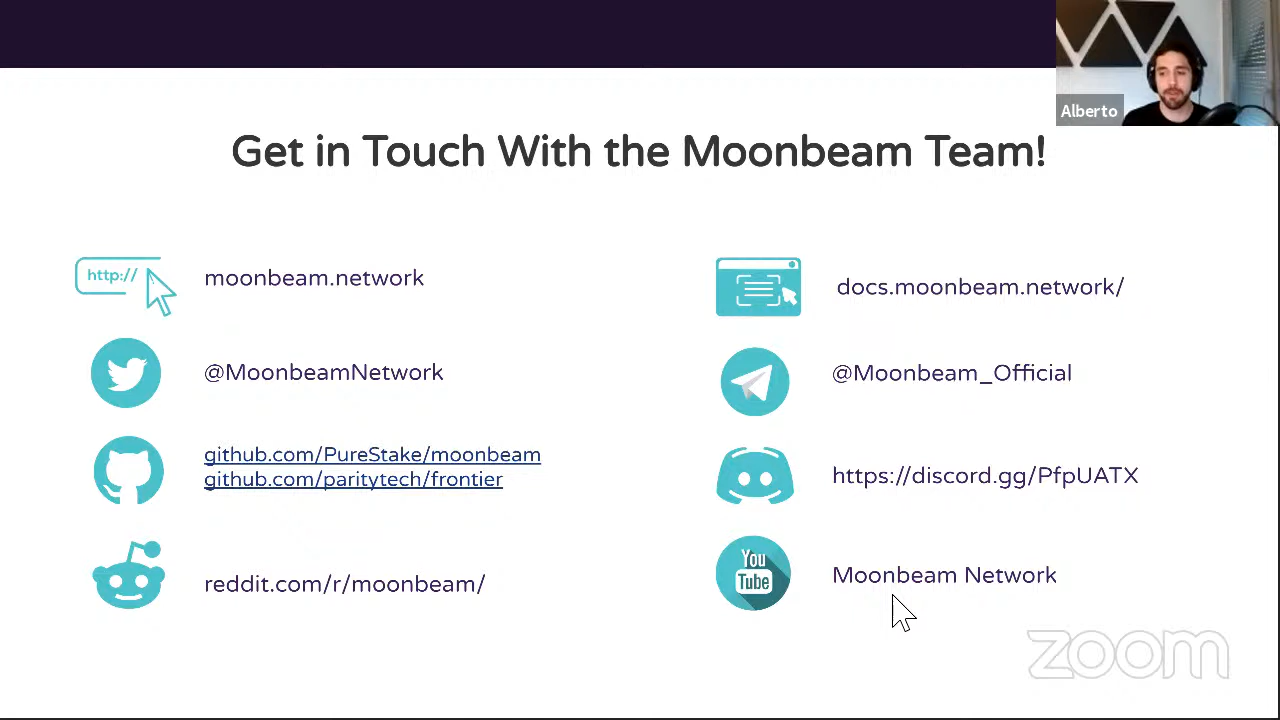 Alberto
Get in Touch With the Moonbeam Team!
http://
moonbeam.network
docs.moonbeam.network/
@MoonbeamNetwork
@Moonbeam_Official
github.com/PureStake/moonbeam
github.com/paritytech/frontier
https://discord.gg/PfpUATX
reddit.com/r/moonbeam/
You
Tube
Moonbeam Network
zoom